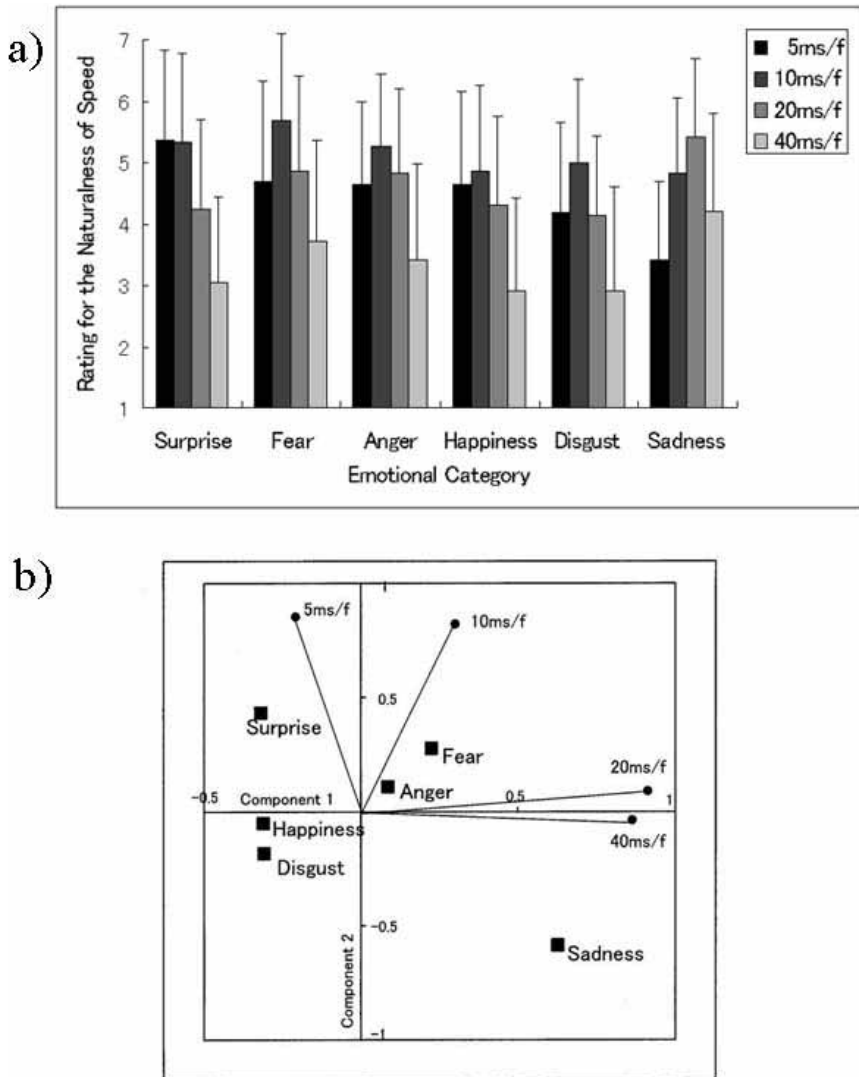 a)
Rating for the Naturalness of Speed
7
6
5
4
3
2
1
Surprise Fear Anger Happiness Disgust Sadness
Emotional Category
5ms/f
10ms/f
20ms/f
40ms/f
b)
5ms/f
10ms/f
0.5
Surprise
Fear
20ms/f
Anger
-0.5 Component 1 0.5 1
Happiness
40ms/f
Disgust
-0.5
Component 2
Sadness
-1